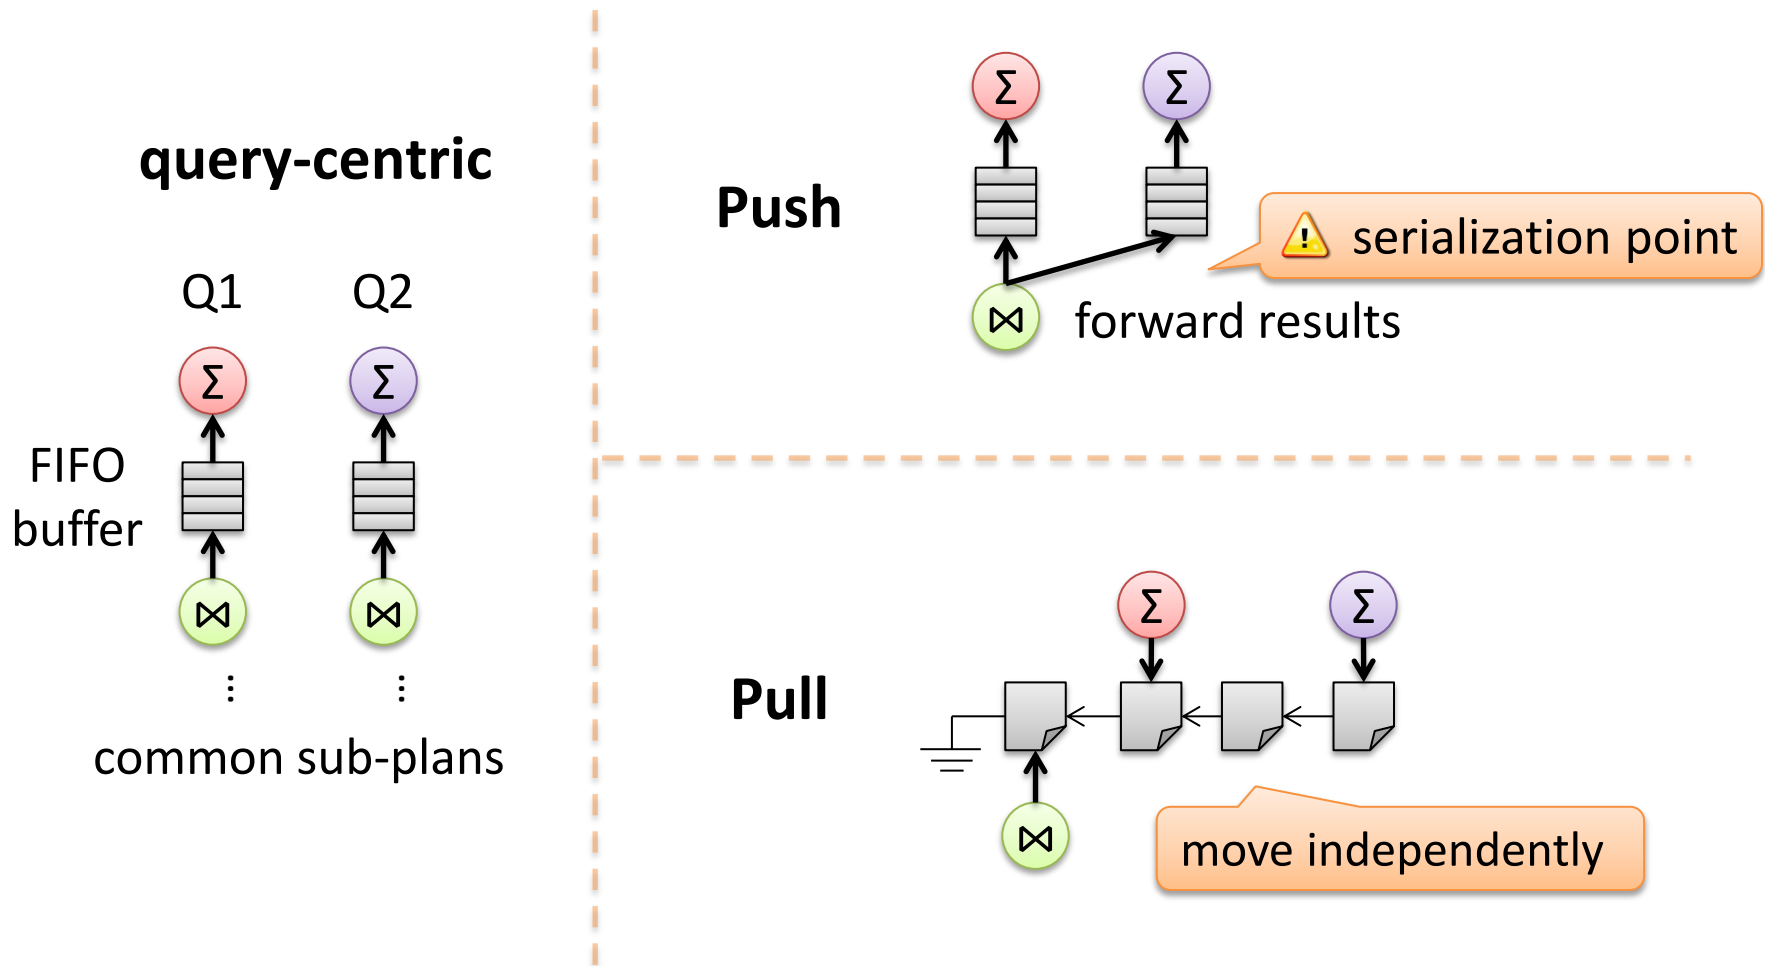 query-centric
Q1 Q2
Σ Σ
FIFO
buffer
⋈ ⋈
⋮ ⋮
common sub-plans
Σ Σ
Push
! serialization point
⋈ forward results
Σ Σ
Pull
⋈
move independently